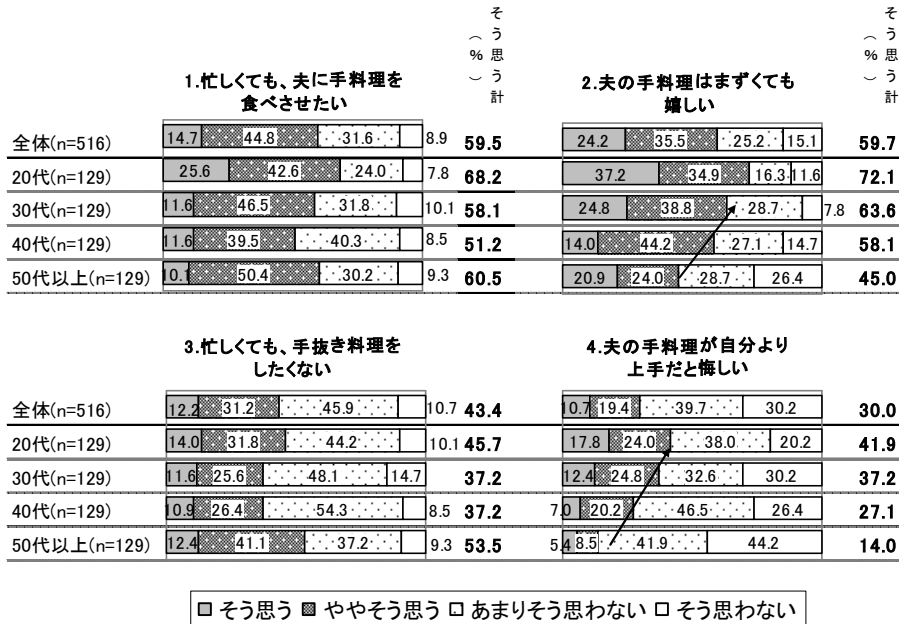 そう思う計（%）
そう思う計（%）
1.忙しくても、夫に手料理を
食べさせたい
2.夫の手料理はまずくても
嬉しい
全体(n=516) 14.7 44.8 31.6 8.9 59.5
24.2 35.5 25.2 15.1 59.7
20代(n=129) 25.6 42.6 24.0 7.8 68.2
37.2 34.9 16.3 11.6 72.1
30代(n=129) 11.6 46.5 31.8 10.1 58.1
24.8 38.8 28.7 7.8 63.6
40代(n=129) 11.6 39.5 40.3 8.5 51.2
14.0 44.2 27.1 14.7 58.1
50代以上(n=129) 10.1 50.4 30.2 9.3 60.5
20.9 24.0 28.7 26.4 45.0
3.忙しくても、手抜き料理を
したくない
4.夫の手料理が自分より
上手だと悔しい
全体(n=516) 12.2 31.2 45.9 10.7 43.4
10.7 19.4 39.7 30.2 30.0
20代(n=129) 14.0 31.8 44.2 10.1 45.7
17.8 24.0 38.0 20.2 41.9
30代(n=129) 11.6 25.6 48.1 14.7 37.2
12.4 24.8 32.6 30.2 37.2
40代(n=129) 10.9 26.4 54.3 8.5 37.2
7.0 20.2 46.5 26.4 27.1
50代以上(n=129) 12.4 41.1 37.2 9.3 53.5
5.4 8.5 41.9 44.2 14.0
そう思う ややそう思う あまりそう思わない そう思わない